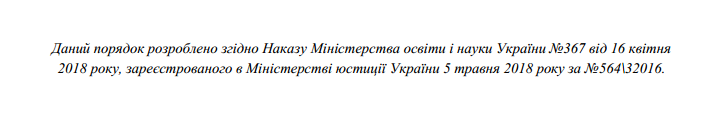 Даний порядок розроблено згідно Наказу Міністерства освіти і науки України №367 від 16 квітня
2018 року, зареєстрованого в Міністерстві юстиції України 5 травня 2018 року за №564\32016.